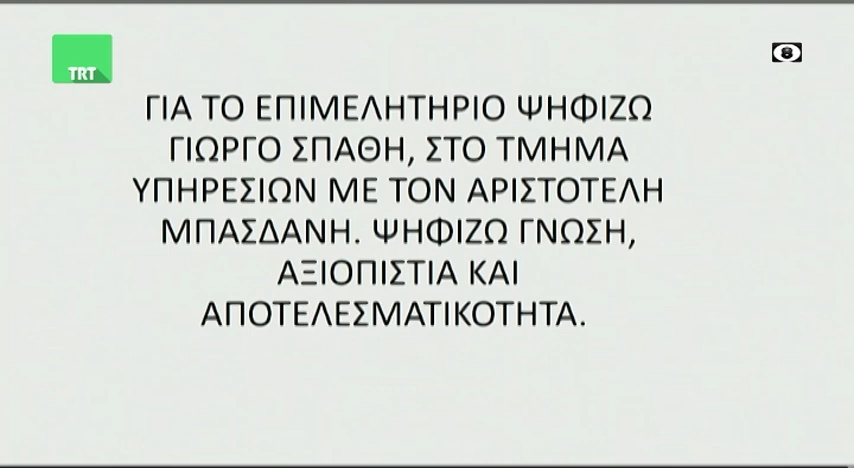 TRT
8
ΓΙΑ ΤΟ ΕΠΙΜΕΛΗΤΗΡΙΟ ΨΗΦΙΖΩ
ΓΙΩΡΓΟ ΣΠΑΘΗ, ΣΤΟ ΤΜΗΜΑ
ΥΠΗΡΕΣΙΩΝ ΜΕ ΤΟΝ ΑΡΙΣΤΟΤΕΛΗ
ΜΠΑΣΔΑΝΗ. ΨΗΦΙΖΩ ΓΝΩΣΗ,
ΑΞΙΟΠΙΣΤΙΑ ΚΑΙ
ΑΠΟΤΕΛΕΣΜΑΤΙΚΟΤΗΤΑ.